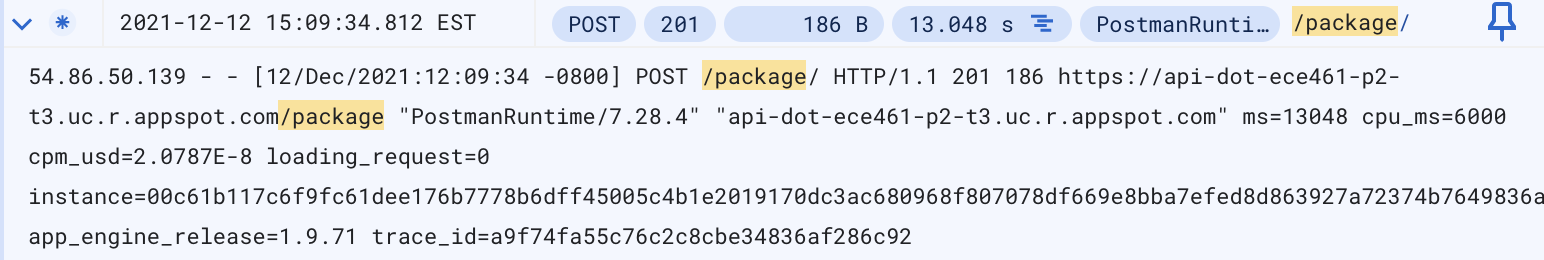 2021-12-12 15:09:34.812 EST POST 201 186 B 13.048 s PostmanRunti… /package/
54.86.50.139 - - [12/Dec/2021:12:09:34 -0800] POST /package/ HTTP/1.1 201 186 https://api-dot-ece461-p2-
t3.uc.r.appspot.com/package "PostmanRuntime/7.28.4" "api-dot-ece461-p2-t3.uc.r.appspot.com" ms=13048 cpu_ms=6000
cpm_usd=2.0787E-8 loading_request=0
instance=00c61b117c6f9fc61dee176b7778b6dff45005c4b1e2019170dc3ac680968f807078df669e8bba7efed8d863927a72374b7649836a
app_engine_release=1.9.71 trace_id=a9f74fa55c76c2c8cbe34836af286c92